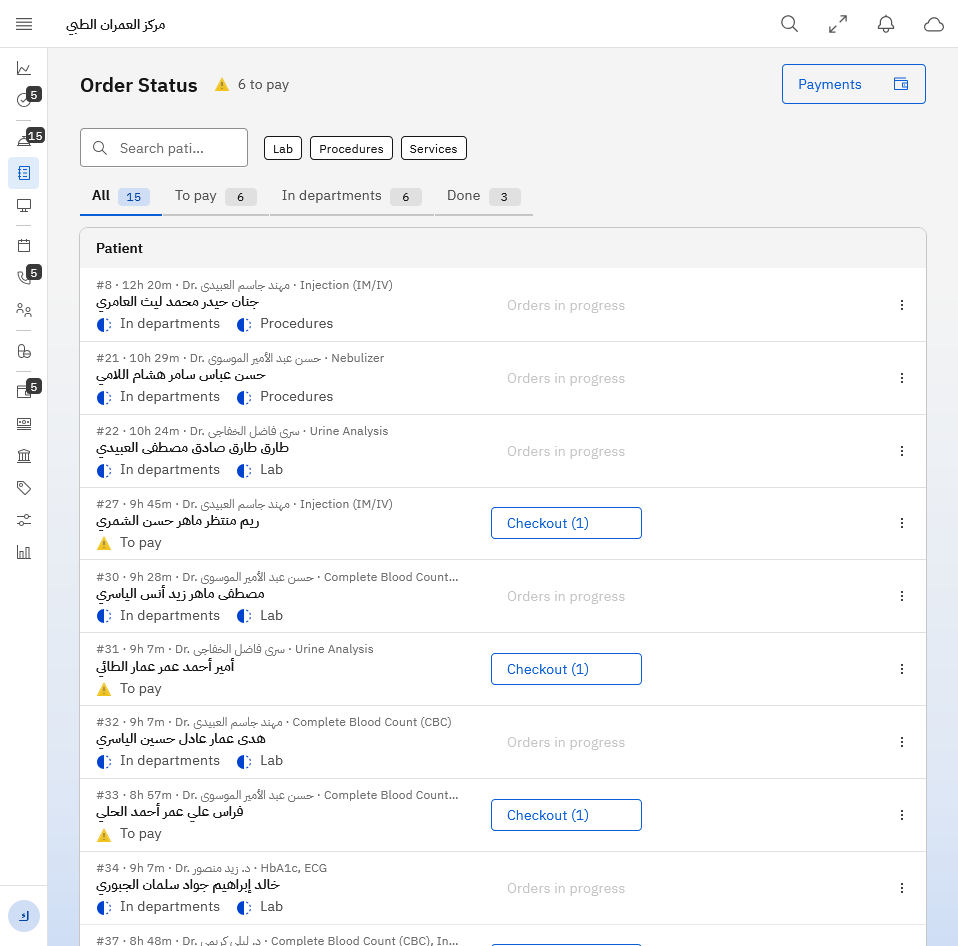 مركز العمران الطبي
5
15
5
5
ك
Order Status
6 to pay
Payments
Search pati...
Lab
Procedures
Services
All 15
To pay 6
In departments 6
Done 3
Patient
#8 · 12h 20m · Dr. مهند جاسم العبيدي · Injection (IM/IV)
جنان حيدر محمد ليث العامري
In departments Procedures
Orders in progress
#21 · 10h 29m · Dr. حسن عبد الأمير الموسوي · Nebulizer
حسن عباس سامر هشام اللامي
In departments Procedures
Orders in progress
#22 · 10h 24m · Dr. سرى فاضل الخفاجي · Urine Analysis
طارق طارق صادق مصطفى العبيدي
In departments Lab
Orders in progress
#27 · 9h 45m · Dr. مهند جاسم العبيدي · Injection (IM/IV)
ريم منتظر ماهر حسن الشمري
To pay
Checkout (1)
#30 · 9h 28m · Dr. حسن عبد الأمير الموسوي · Complete Blood Count...
مصطفى ماهر زيد أنس الياسري
In departments Lab
Orders in progress
#31 · 9h 7m · Dr. سرى فاضل الخفاجي · Urine Analysis
أمير أحمد عمر عمار الطائي
To pay
Checkout (1)
#32 · 9h 7m · Dr. مهند جاسم العبيدي · Complete Blood Count (CBC)
هدى عمار عادل حسين الياسري
In departments Lab
Orders in progress
#33 · 8h 57m · Dr. حسن عبد الأمير الموسوي · Complete Blood Count...
فراس علي عمر أحمد الحلي
To pay
Checkout (1)
#34 · 9h 7m · Dr. د. زيد منصور · HbA1c, ECG
خالد إبراهيم جواد سلمان الجبوري
In departments Lab
Orders in progress
#37 · 8h 48m · Dr. د. ليلى كريمي · Complete Blood Count (CBC), In...